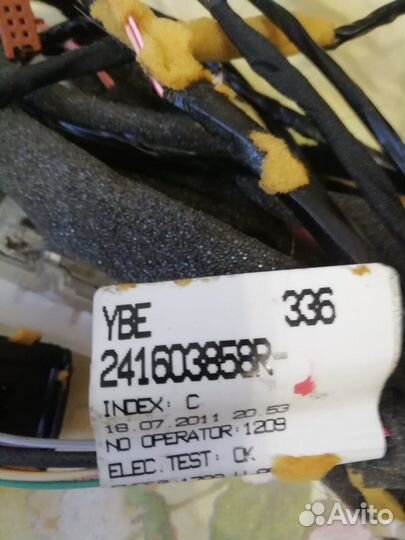 YBE 336
241603858R-
INDEX: C
18.07.2011 20.53
NO OPERATOR:1209
ELEC.TEST: OK
Avito